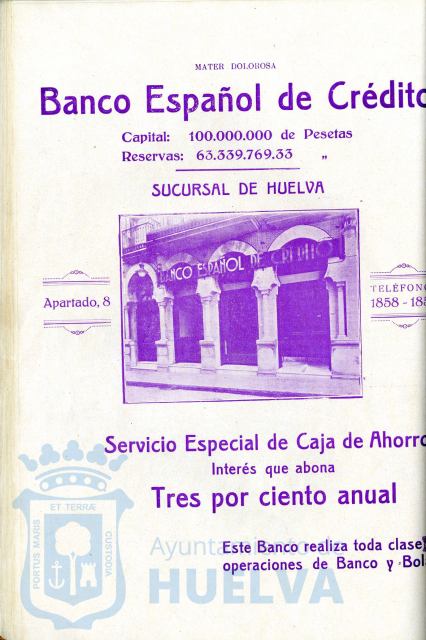 MATER DOLOROSA
Banco Español de Crédito
Capital: 100.000.000 de Pesetas
Reservas: 63.339.769.33 „
SUCURSAL DE HUELVA
BANCO ESPAÑOL DE CREDITO
Apartado, 8
TELÉFONO
1858 - 185
Servicio Especial de Caja de Ahorro
Interés que abona
Tres por ciento anual
Este Banco realiza toda clase
operaciones de Banco y Bol
PORTUS MARIS ET TERRÆ CUSTODIA
Ayuntamiento de
HUELVA